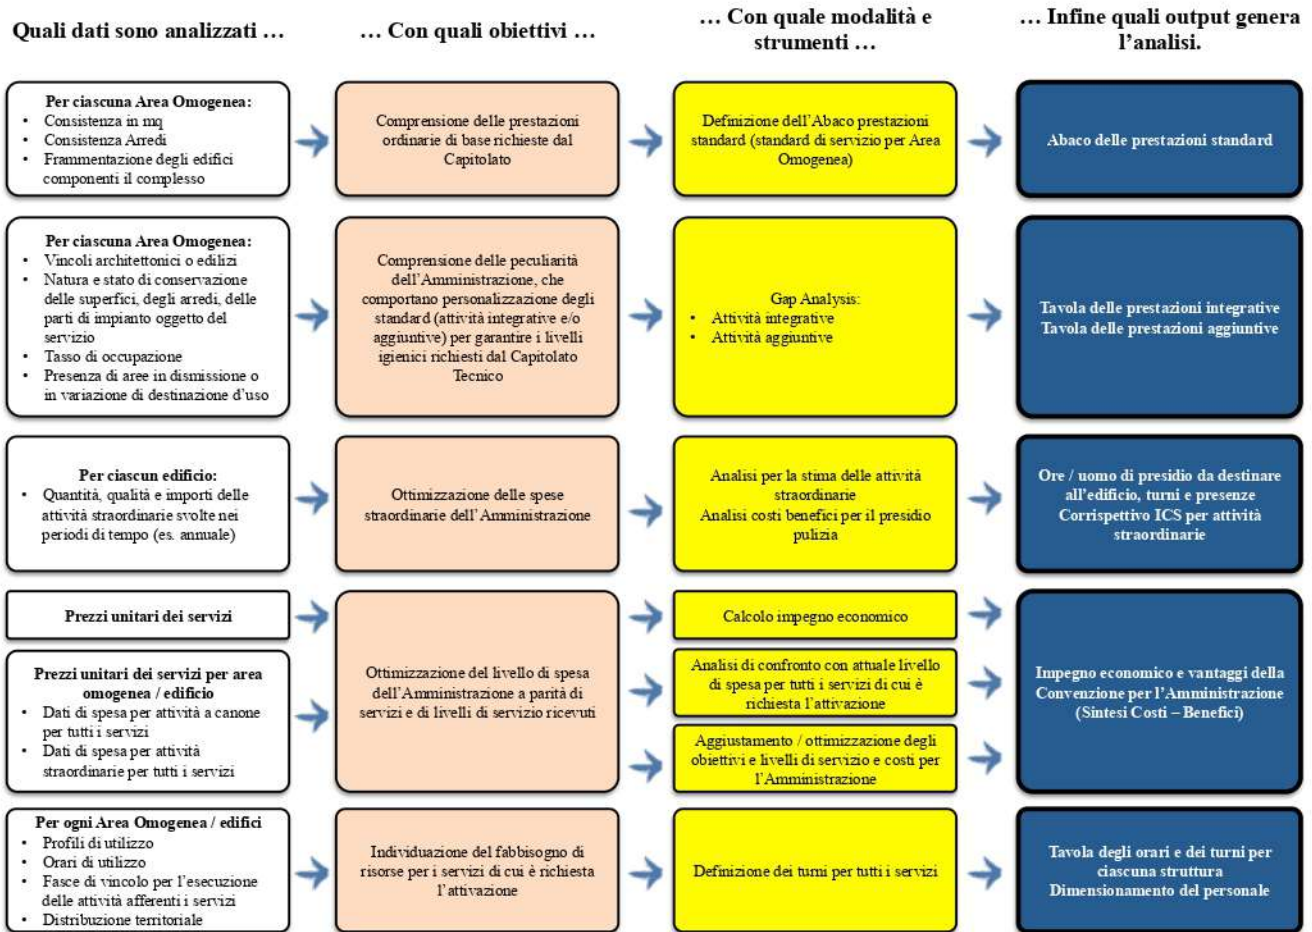 Quali dati sono analizzati …
… Con quali obiettivi …
… Con quale modalità e
strumenti …
… Infine quali output genera
l'analisi.
Per ciascuna Area Omogenea:
• Consistenza in mq
• Consistenza Arredi
• Frammentazione degli edifici
componenti il complesso
Comprensione delle prestazioni
ordinarie di base richieste dal
Capitolato
Definizione dell'Abaco prestazioni
standard (standard di servizio per Area
Omogenea)
Abaco delle prestazioni standard
Per ciascuna Area Omogenea:
• Vincoli architettonici o edilizi
• Natura e stato di conservazione
delle superfici, degli arredi, delle
parti di impianto oggetto del
servizio
• Tasso di occupazione
• Presenza di aree in dismissione o
in variazione di destinazione d'uso
Comprensione delle peculiarità
dell'Amministrazione, che
comportano personalizzazione degli
standard (attività integrative e/o
aggiuntive) per garantire i livelli
igienici richiesti dal Capitolato
Tecnico
Gap Analysis:
• Attività integrative
• Attività aggiuntive
Tavola delle prestazioni integrative
Tavola delle prestazioni aggiuntive
Per ciascun edificio:
• Quantità, qualità e importi delle
attività straordinarie svolte nei
periodi di tempo (es. annuale)
Ottimizzazione delle spese
straordinarie dell'Amministrazione
Analisi per la stima delle attività
straordinarie
Analisi costi benefici per il presidio
pulizia
Ore / uomo di presidio da destinare
all'edificio, turni e presenze
Corrispettivo ICS per attività
straordinarie
Prezzi unitari dei servizi
Prezzi unitari dei servizi per area
omogenea / edificio
• Dati di spesa per attività a canone
per tutti i servizi
• Dati di spesa per attività
straordinarie per tutti i servizi
Ottimizzazione del livello di spesa
dell'Amministrazione a parità di
servizi e di livelli di servizio ricevuti
Calcolo impegno economico
Analisi di confronto con attuale livello
di spesa per tutti i servizi di cui è
richiesta l'attivazione
Aggiustamento / ottimizzazione degli
obiettivi e livelli di servizio e costi per
l'Amministrazione
Impegno economico e vantaggi della
Convenzione per l'Amministrazione
(Sintesi Costi – Benefici)
Per ogni Area Omogenea / edifici
• Profili di utilizzo
• Orari di utilizzo
• Fasce di vincolo per l'esecuzione
delle attività afferenti i servizi
• Distribuzione territoriale
Individuazione del fabbisogno di
risorse per i servizi di cui è richiesta
l'attivazione
Definizione dei turni per tutti i servizi
Tavola degli orari e dei turni per
ciascuna struttura
Dimensionamento del personale